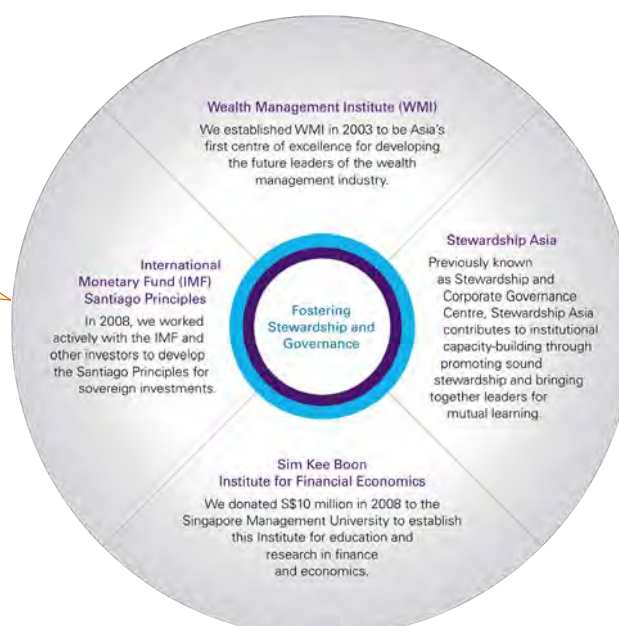 Wealth Management Institute (WMI)
We established WMI in 2003 to be Asia's
first centre of excellence for developing
the future leaders of the wealth
management industry.
International
Monetary Fund (IMF)
Santiago Principles
In 2008, we worked
actively with the IMF and
other investors to develop
the Santiago Principles for
sovereign investments.
Fostering
Stewardship and
Governance
Stewardship Asia
Previously known
as Stewardship and
Corporate Governance
Centre, Stewardship Asia
contributes to institutional
capacity-building through
promoting sound
stewardship and bringing
together leaders for
mutual learning.
Sim Kee Boon
Institute for Financial Economics
We donated S$10 million in 2008 to the
Singapore Management University to establish
this Institute for education and
research in finance
and economics.